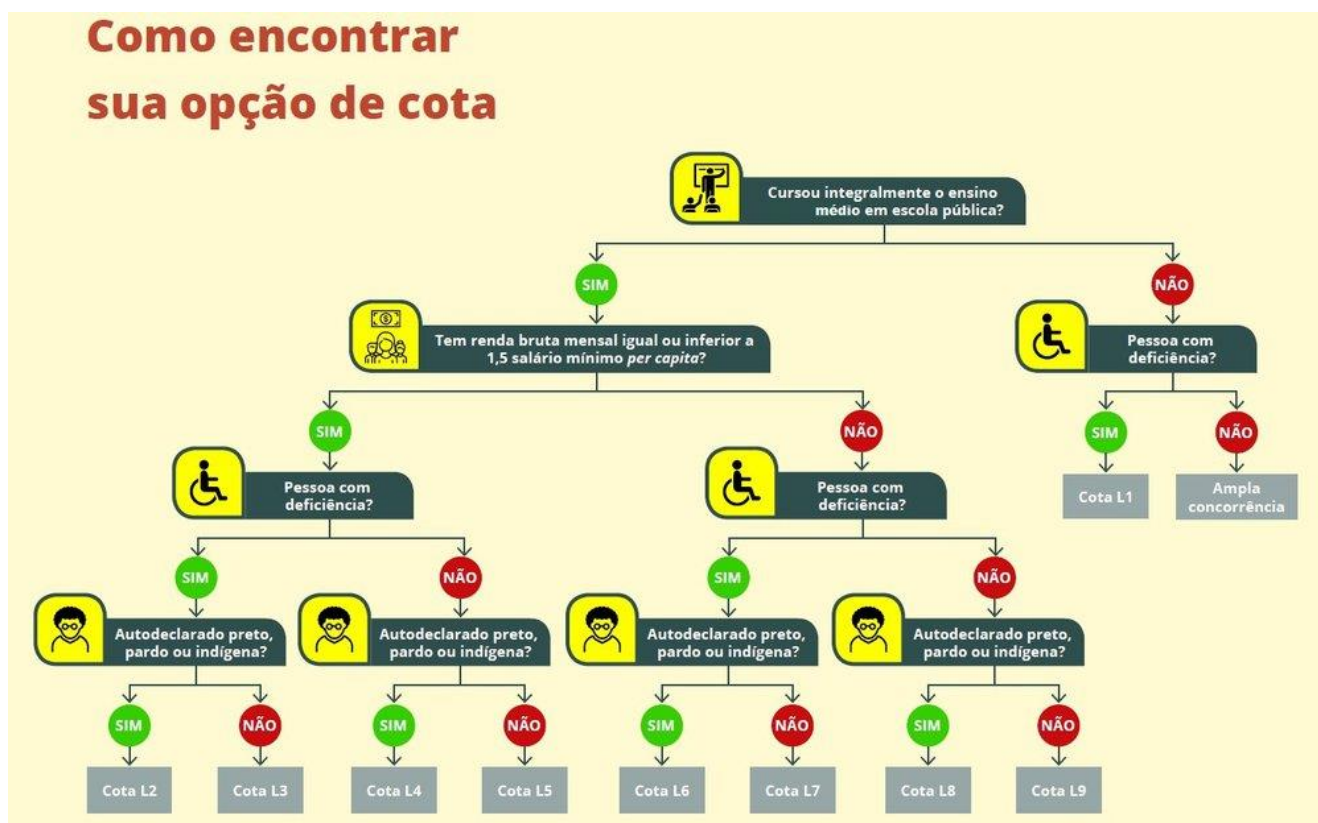 Como encontrar
sua opção de cota
Cursou integralmente o ensino
médio em escola pública?
SIM
NÃO
Tem renda bruta mensal igual ou inferior a
1,5 salário mínimo per capita?
Pessoa com
deficiência?
SIM
NÃO
SIM
NÃO
Cota L1
Ampla
concorrência
Pessoa com
deficiência?
Pessoa com
deficiência?
SIM
NÃO
SIM
NÃO
Autodeclarado preto,
pardo ou indígena?
Autodeclarado preto,
pardo ou indígena?
Autodeclarado preto,
pardo ou indígena?
Autodeclarado preto,
pardo ou indígena?
SIM
NÃO
SIM
NÃO
SIM
NÃO
SIM
NÃO
Cota L2
Cota L3
Cota L4
Cota L5
Cota L6
Cota L7
Cota L8
Cota L9